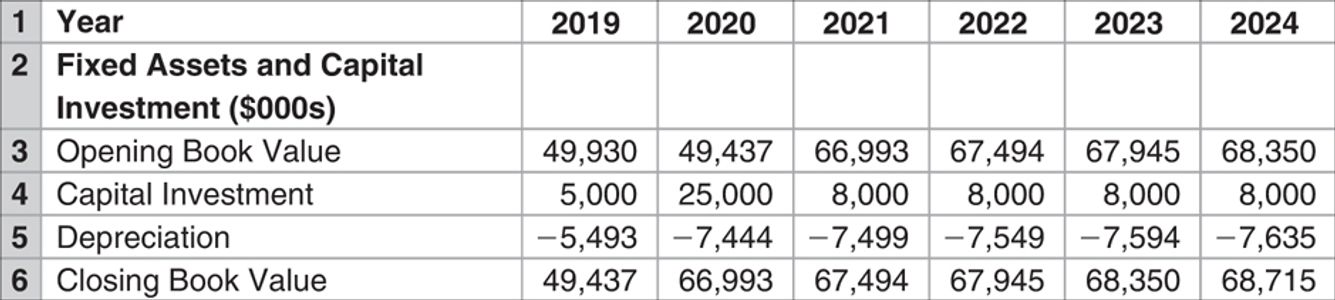 1 Year 2019 2020 2021 2022 2023 2024
2 Fixed Assets and Capital
Investment ($000s)
3 Opening Book Value 49,930 49,437 66,993 67,494 67,945 68,350
4 Capital Investment 5,000 25,000 8,000 8,000 8,000 8,000
5 Depreciation −5,493 −7,444 −7,499 −7,549 −7,594 −7,635
6 Closing Book Value 49,437 66,993 67,494 67,945 68,350 68,715